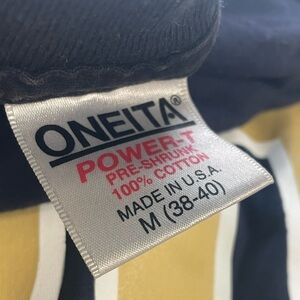 ONEITA®
POWER-T
PRE-SHRUNK
100% COTTON
MADE IN U.S.A.
M (38-40)